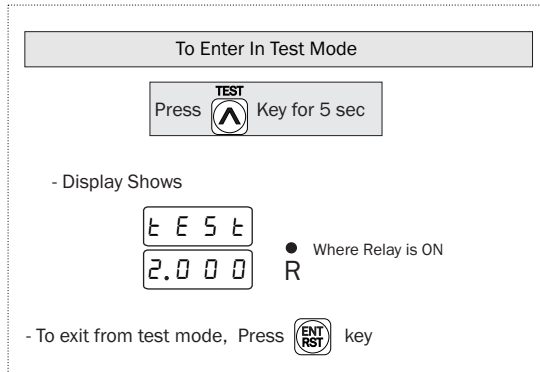 To Enter In Test Mode
TEST
Press Key for 5 sec
- Display Shows
tESt
2.000
Where Relay is ON
R
- To exit from test mode, Press ENT RST key